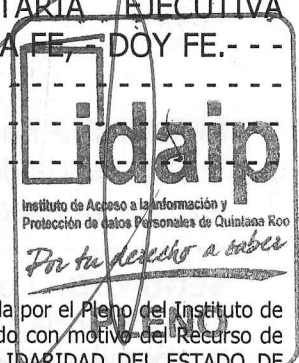 TARIA EJECUTIVA
A FE, - DOY FE.- - -
- - - - - - - - - - - -
idaip
Instituto de Acceso a la Información y
Protección de datos Personales de Quintana Roo
Por tu derecho a saber
PLENO
da por el Pleno del Instituto de
do con motivo del Recurso de
IDARIDAD DEL ESTADO DE